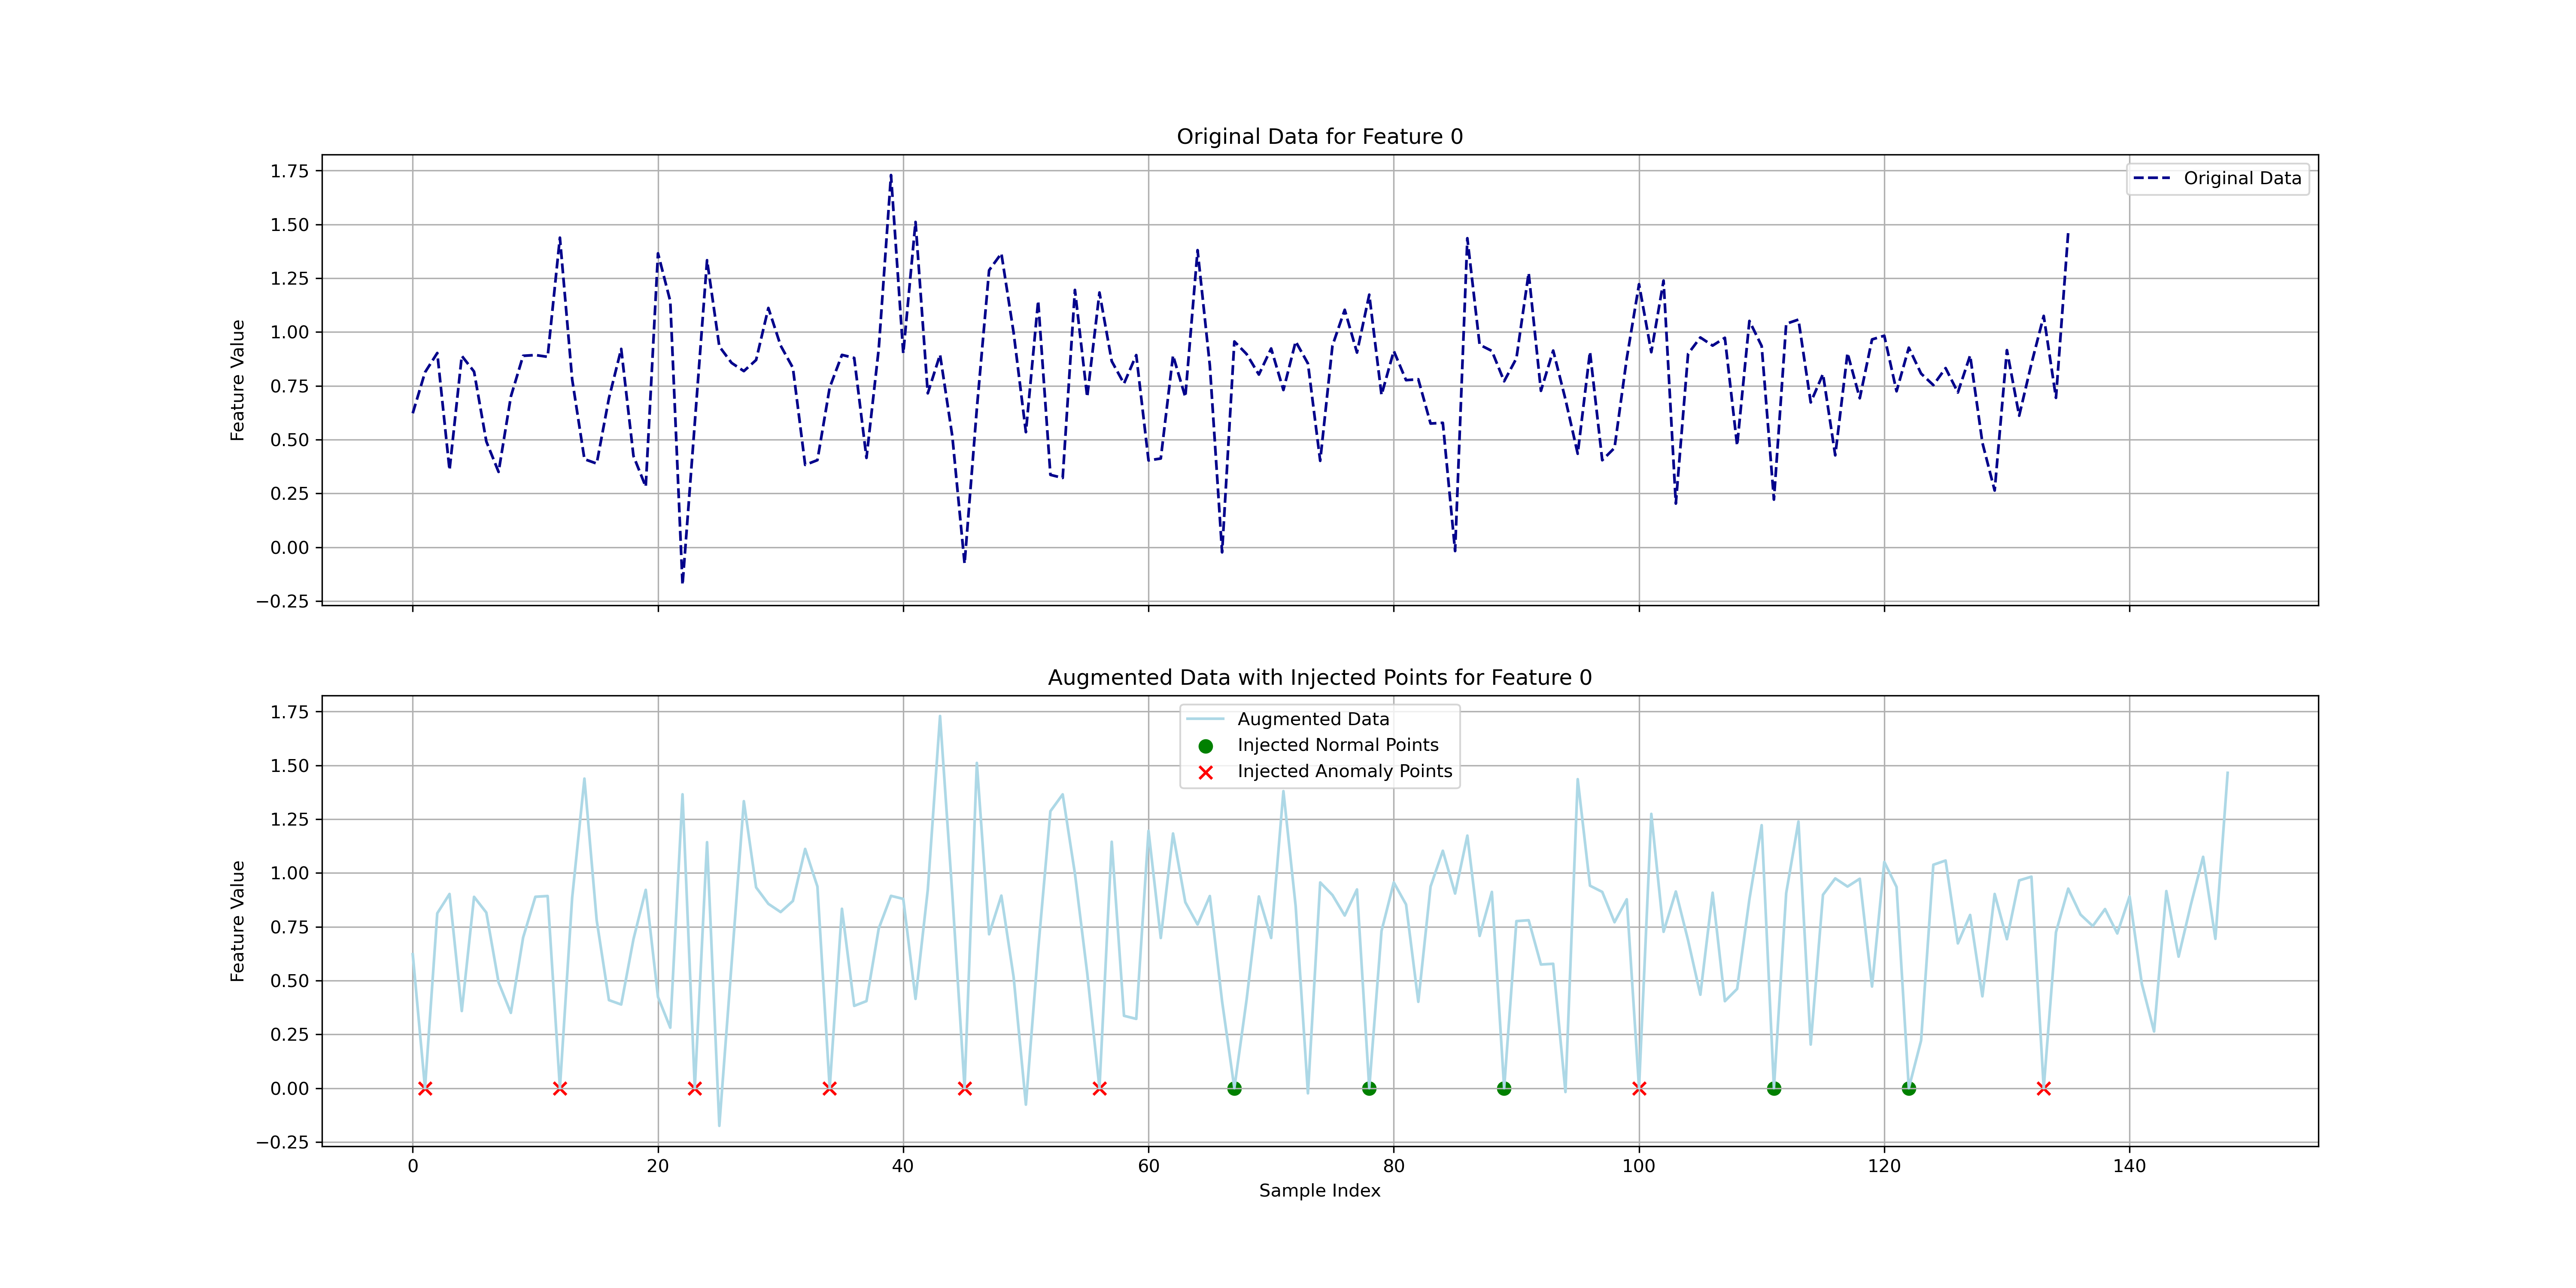 Original Data for Feature 0
1.75
1.50
1.25
1.00
0.75
0.50
0.25
0.00
−0.25
Feature Value
Original Data
Augmented Data with Injected Points for Feature 0
1.75
1.50
1.25
1.00
0.75
0.50
0.25
0.00
−0.25
Feature Value
Augmented Data
Injected Normal Points
Injected Anomaly Points
0 20 40 60 80 100 120 140
Sample Index